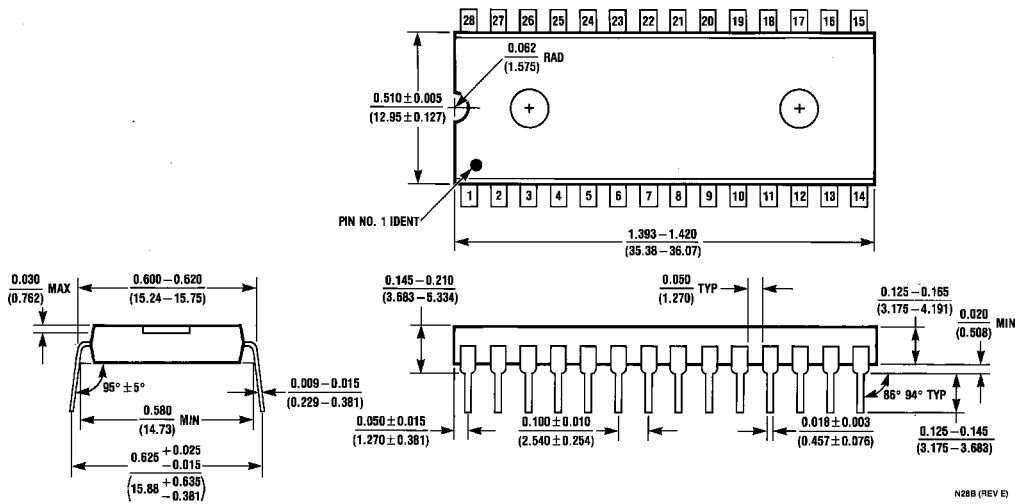 28 27 26 25 24 23 22 21 20 19 18 17 16 15
0.062
(1.575)
RAD
0.510 ± 0.005
(12.95 ± 0.127)
1 2 3 4 5 6 7 8 9 10 11 12 13 14
PIN NO. 1 IDENT
1.393 – 1.420
(35.38 – 36.07)
0.030
(0.762)
MAX
0.600 – 0.620
(15.24 – 15.75)
95° ± 5°
0.580
(14.73)
MIN
0.009 – 0.015
(0.229 – 0.381)
0.625 +0.025
-0.015
(15.88 +0.635
-0.381)
0.145 – 0.210
(3.683 – 5.334)
0.050
(1.270)
TYP
0.125 – 0.165
(3.175 – 4.191)
0.020
(0.508)
MIN
86° 94° TYP
0.050 ± 0.015
(1.270 ± 0.381)
0.100 ± 0.010
(2.540 ± 0.254)
0.018 ± 0.003
(0.457 ± 0.076)
0.125 – 0.145
(3.175 – 3.683)
N28B (REV E)